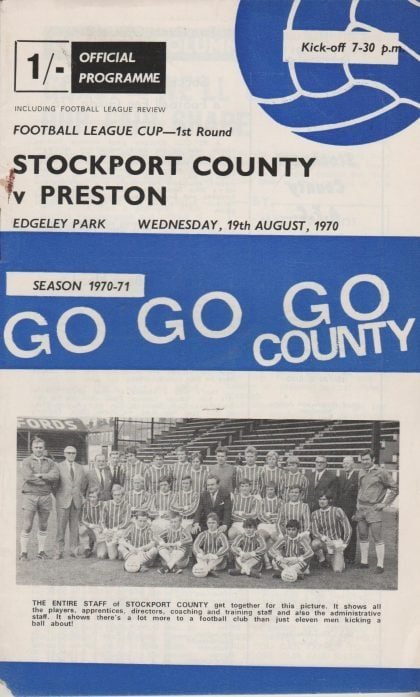 1/-
OFFICIAL
PROGRAMME
Kick-off 7-30 p.m
INCLUDING FOOTBALL LEAGUE REVIEW
FOOTBALL LEAGUE CUP—1st Round
STOCKPORT COUNTY
v PRESTON
EDGELEY PARK WEDNESDAY, 19th AUGUST, 1970
SEASON 1970-71
GO GO GO
COUNTY
THE ENTIRE STAFF of STOCKPORT COUNTY get together for this picture. It shows all
the players, apprentices, directors, coaching and training staff and also the administrative
staff. It shows there's a lot more to a football club than just eleven men kicking a
ball about!